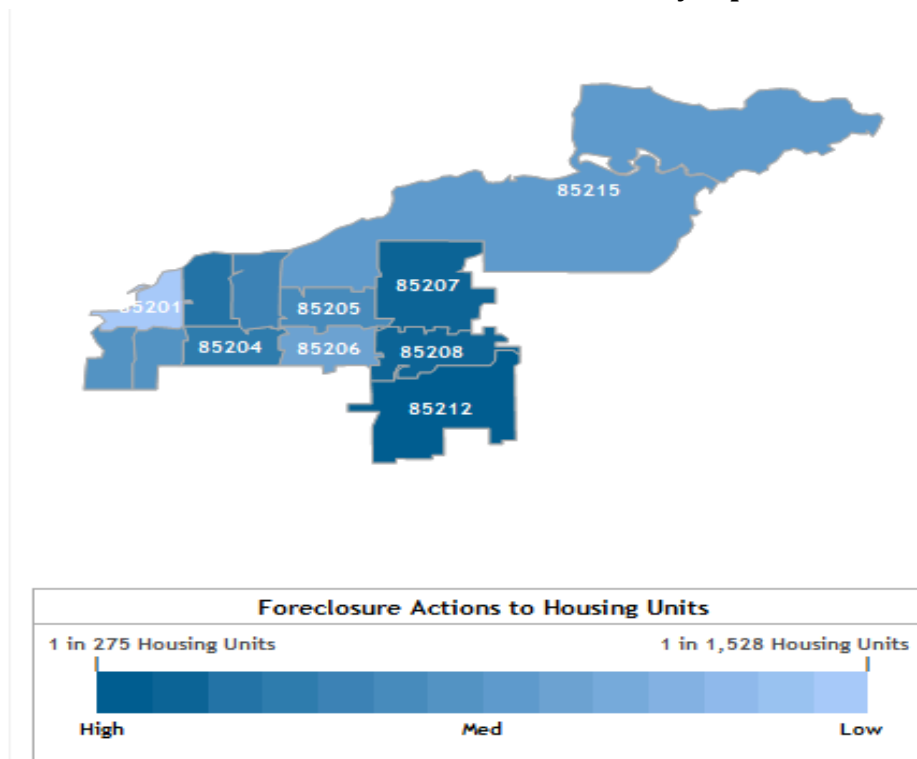 85215
85207
85201
85205
85204
85206
85208
85212
Foreclosure Actions to Housing Units
1 in 275 Housing Units
1 in 1,528 Housing Units
High
Med
Low